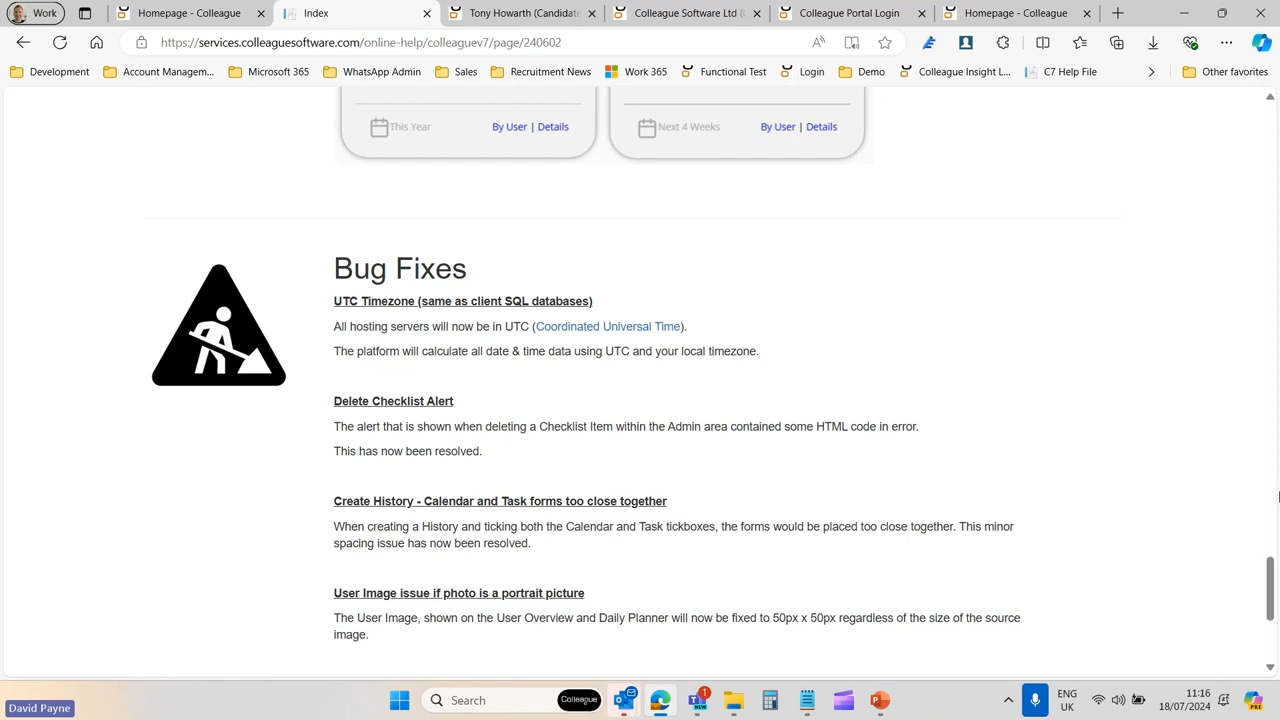 Work
Homepage - Colleague
Index
Tony Howarth (Candidate
Colleague Software Ltd (
Colleague Portal Login
Homepage - Colleague
https://services.colleaguesoftware.com/online-help/colleaguev7/page/240602
Development
Account Managem...
Microsoft 365
WhatsApp Admin
Sales
Recruitment News
Work 365
Functional Test
Login
Demo
Colleague Insight L...
C7 Help File
Other favorites
This Year
By User | Details
Next 4 Weeks
By User | Details
Bug Fixes
UTC Timezone (same as client SQL databases)
All hosting servers will now be in UTC (Coordinated Universal Time).
The platform will calculate all date & time data using UTC and your local timezone.
Delete Checklist Alert
The alert that is shown when deleting a Checklist Item within the Admin area contained some HTML code in error.
This has now been resolved.
Create History - Calendar and Task forms too close together
When creating a History and ticking both the Calendar and Task tickboxes, the forms would be placed too close together. This minor
spacing issue has now been resolved.
User Image issue if photo is a portrait picture
The User Image, shown on the User Overview and Daily Planner will now be fixed to 50px x 50px regardless of the size of the source
image.
David Payne
Search
Colleague
1
ENG
UK
11:16
18/07/2024